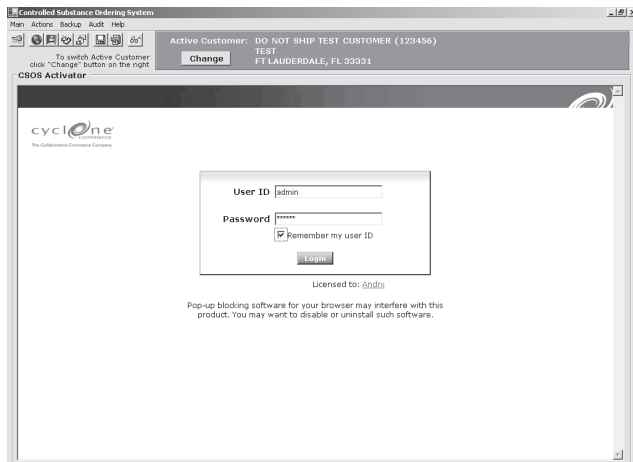 Controlled Substance Ordering System
Main Actions Backup Audit Help
Active Customer: DO NOT SHIP TEST CUSTOMER (123456)
TEST
FT LAUDERDALE, FL 33331
To switch Active Customer
click "Change" button on the right
Change
CSOS Activator
cyclone
commerce
The Collaborative Commerce Company
User ID admin
Password ******
Remember my user ID
Login
Licensed to: Andrx
Pop-up blocking software for your browser may interfere with this
product. You may want to disable or uninstall such software.